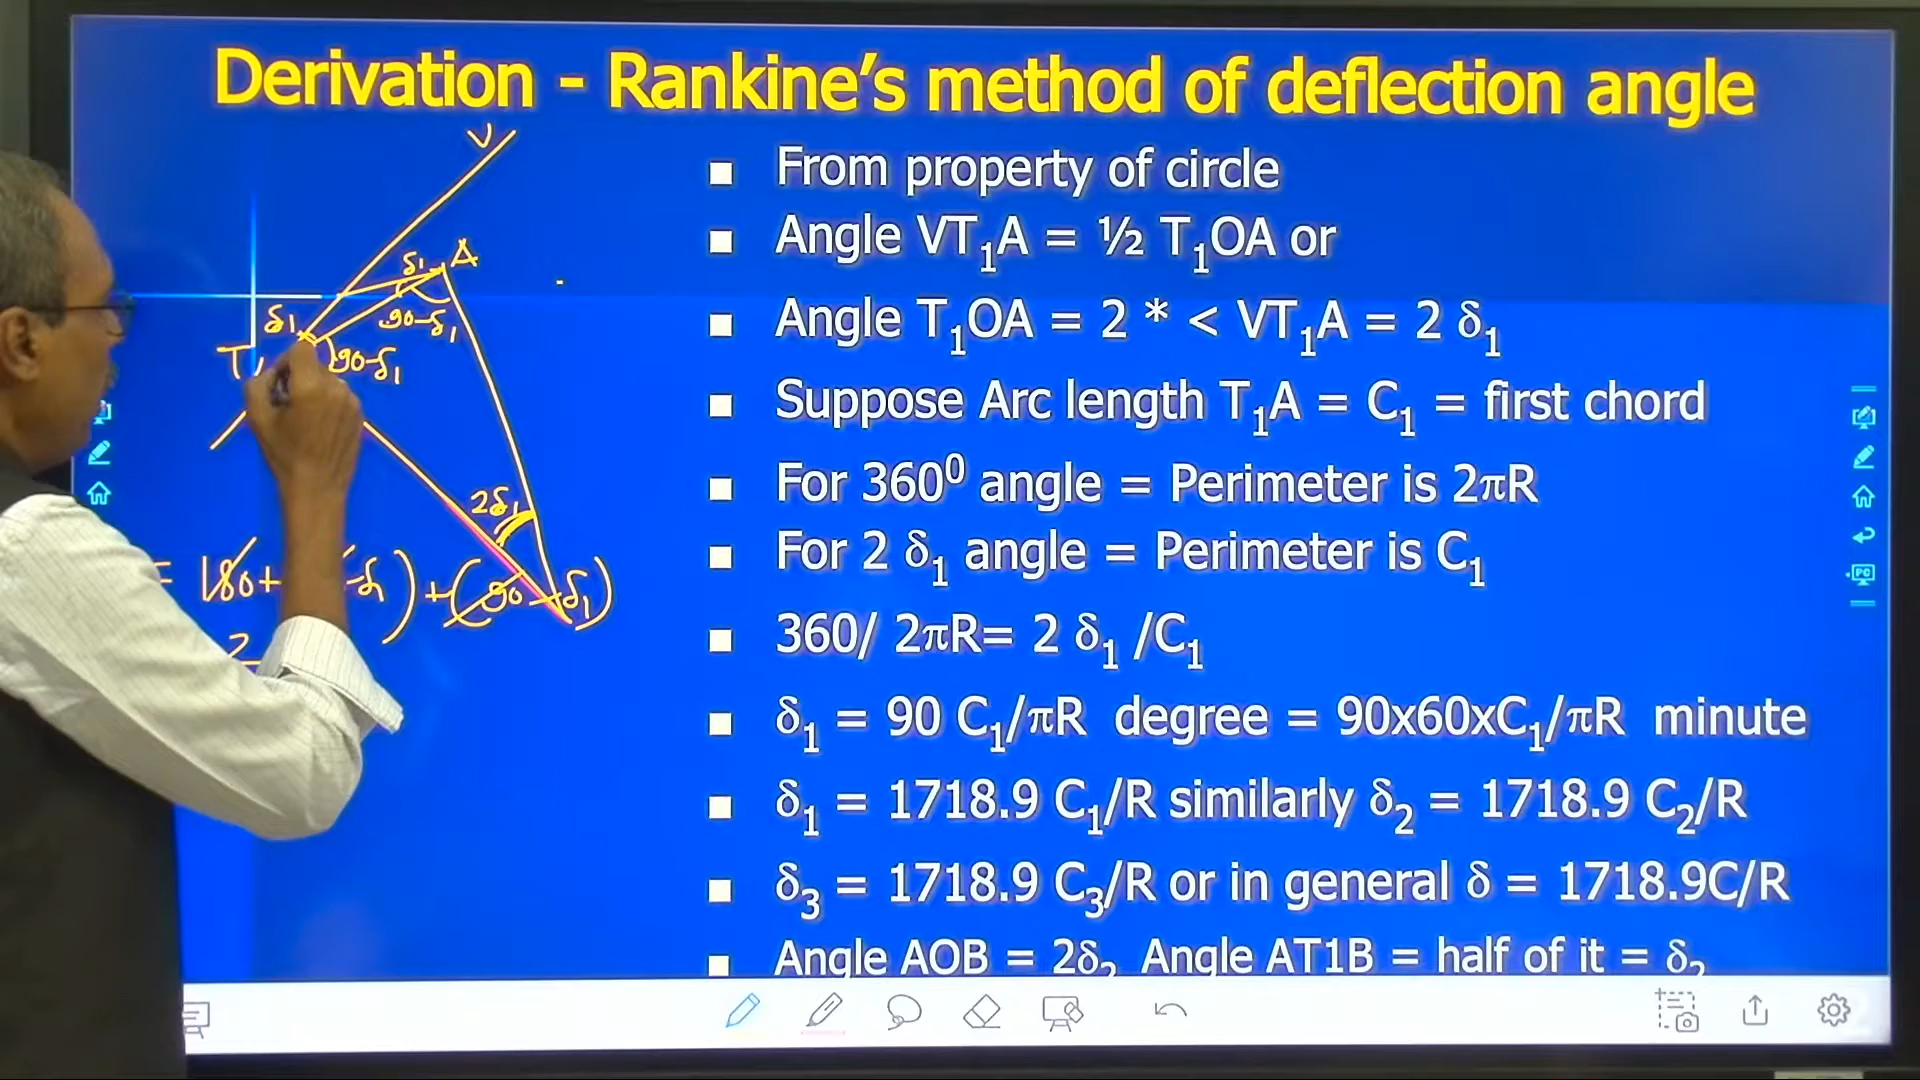 Derivation - Rankine's method of deflection angle
V
■ From property of circle
■ Angle VT₁A = ½ T₁OA or
δ₁ A
■ Angle T₁OA = 2 * < VT₁A = 2 δ₁
δ₁ 90-δ₁
T₁ 90-δ₁
■ Suppose Arc length T₁A = C₁ = first chord
■ For 360⁰ angle = Perimeter is 2πR
2δ₁
■ For 2 δ₁ angle = Perimeter is C₁
= 180+ -δ₁)+(90-δ₁)
2
■ 360/ 2πR= 2 δ₁ /C₁
■ δ₁ = 90 C₁/πR degree = 90x60xC₁/πR minute
■ δ₁ = 1718.9 C₁/R similarly δ₂ = 1718.9 C₂/R
■ δ₃ = 1718.9 C₃/R or in general δ = 1718.9C/R
■ Angle AOB = 2δ₂ Angle AT1B = half of it = δ₂
PC